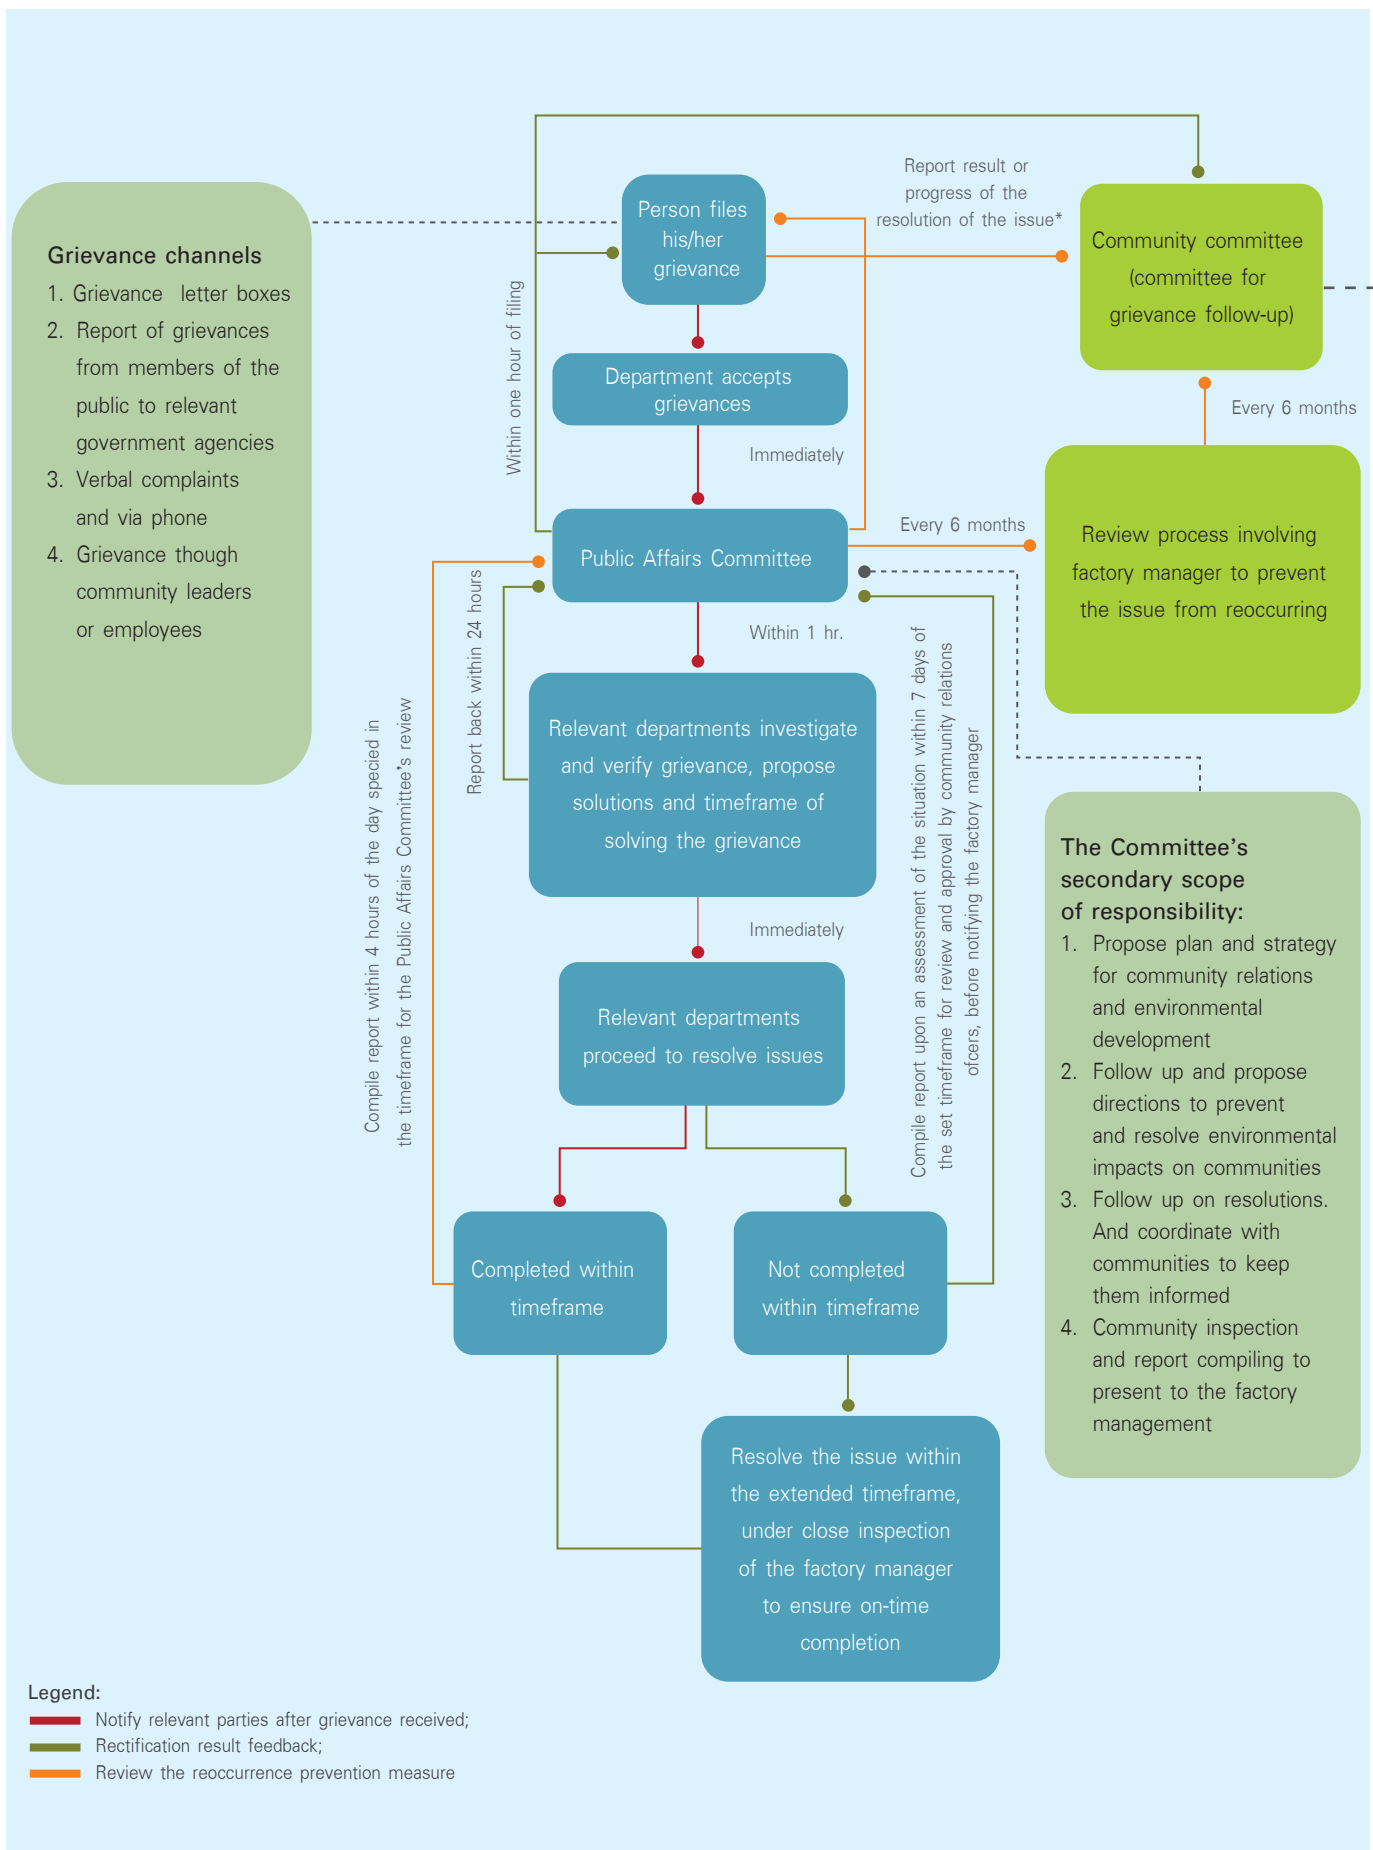 Grievance channels
1. Grievance letter boxes
2. Report of grievances
from members of the
public to relevant
government agencies
3. Verbal complaints
and via phone
4. Grievance though
community leaders
or employees
Within one hour of filing
Person files
his/her
grievance
Report result or
progress of the
resolution of the issue*
Community committee
(committee for
grievance follow-up)
Department accepts
grievances
Immediately
Every 6 months
Public Affairs Committee
Every 6 months
Review process involving
factory manager to prevent
the issue from reoccurring
Report back within 24 hours
Within 1 hr.
Compile report within 4 hours of the day specied in
the timeframe for the Public Affairs Committee's review
Relevant departments investigate
and verify grievance, propose
solutions and timeframe of
solving the grievance
Compile report upon an assessment of the situation within 7 days of
the set timeframe for review and approval by community relations
ofcers, before notifying the factory manager
Immediately
Relevant departments
proceed to resolve issues
The Committee's
secondary scope
of responsibility:
1. Propose plan and strategy
for community relations
and environmental
development
2. Follow up and propose
directions to prevent
and resolve environmental
impacts on communities
3. Follow up on resolutions.
And coordinate with
communities to keep
them informed
4. Community inspection
and report compiling to
present to the factory
management
Completed within
timeframe
Not completed
within timeframe
Resolve the issue within
the extended timeframe,
under close inspection
of the factory manager
to ensure on-time
completion
Legend:
Notify relevant parties after grievance received;
Rectification result feedback;
Review the reoccurrence prevention measure